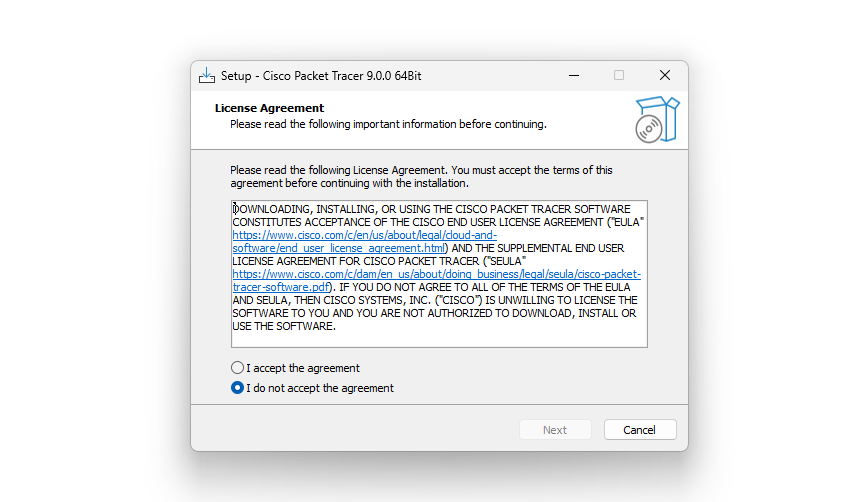 Setup - Cisco Packet Tracer 9.0.0 64Bit
License Agreement
Please read the following important information before continuing.
Please read the following License Agreement. You must accept the terms of this
agreement before continuing with the installation.
DOWNLOADING, INSTALLING, OR USING THE CISCO PACKET TRACER SOFTWARE
CONSTITUTES ACCEPTANCE OF THE CISCO END USER LICENSE AGREEMENT ("EULA"
https://www.cisco.com/c/en/us/about/legal/cloud-and-
software/end_user_license_agreement.html) AND THE SUPPLEMENTAL END USER
LICENSE AGREEMENT FOR CISCO PACKET TRACER ("SEULA"
https://www.cisco.com/c/dam/en_us/about/doing_business/legal/seula/cisco-packet-
tracer-software.pdf). IF YOU DO NOT AGREE TO ALL OF THE TERMS OF THE EULA
AND SEULA, THEN CISCO SYSTEMS, INC. ("CISCO") IS UNWILLING TO LICENSE THE
SOFTWARE TO YOU AND YOU ARE NOT AUTHORIZED TO DOWNLOAD, INSTALL OR
USE THE SOFTWARE.
I accept the agreement
I do not accept the agreement
Next
Cancel